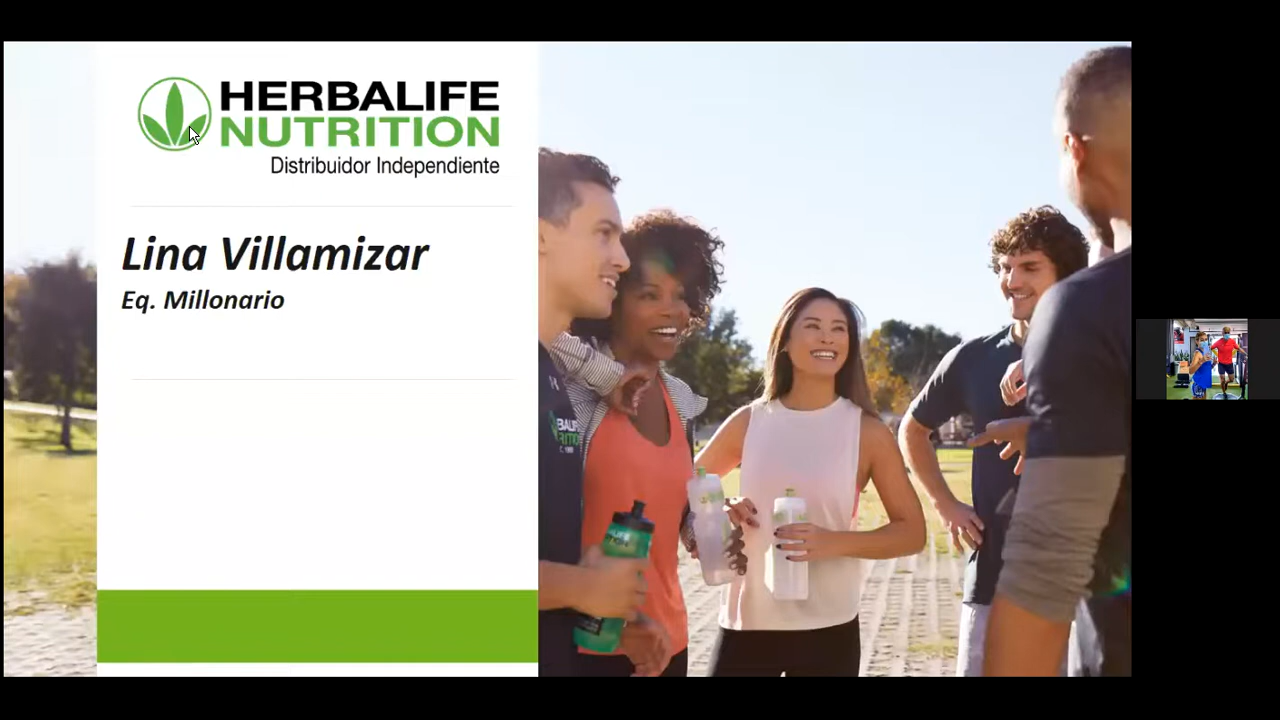 HERBALIFE
NUTRITION
Distribuidor Independiente
Lina Villamizar
Eq. Millonario